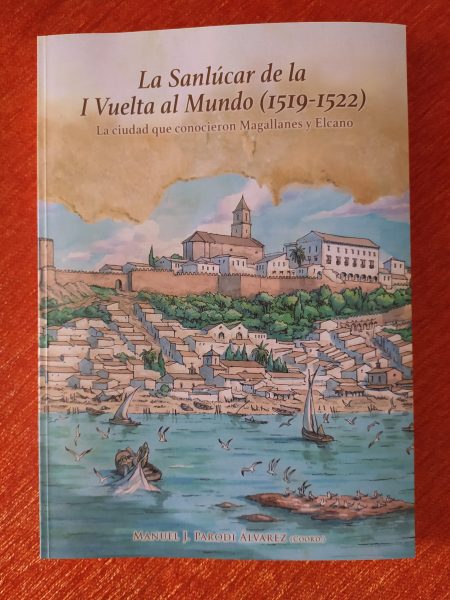 La Sanlúcar de la
I Vuelta al Mundo (1519-1522)
La ciudad que conocieron Magallanes y Elcano
Manuel J. Parodi Álvarez (Coord.)